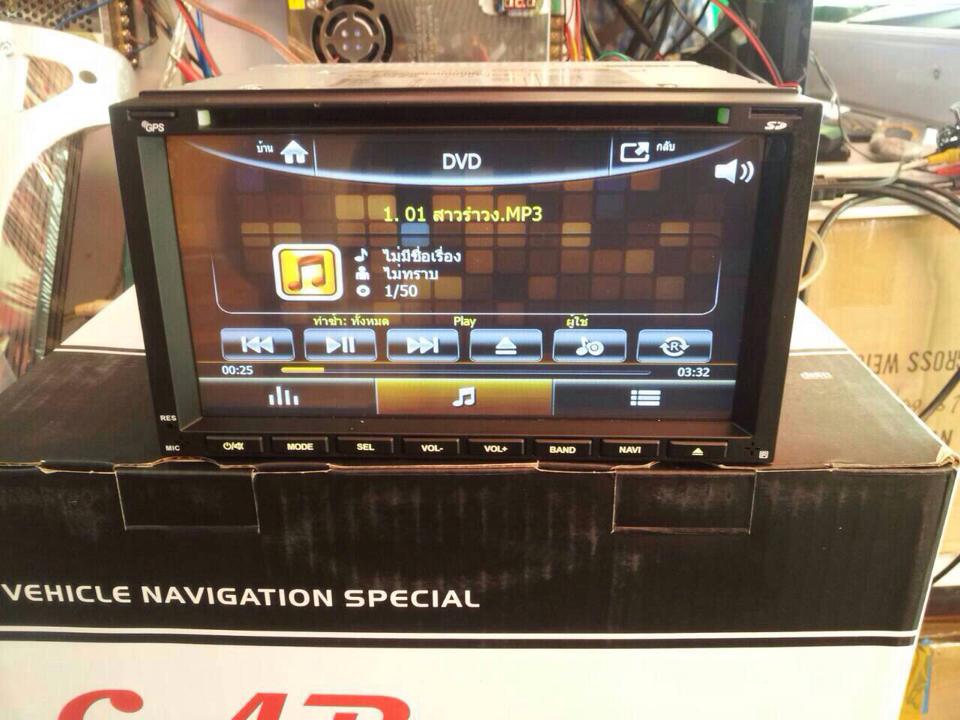 GPS
บ้าน
DVD
กลับ
1. 01 สาวรำวง.MP3
ไม่มีชื่อเรื่อง
ไม่ทราบ
1/50
ทำซ้ำ: ทั้งหมด Play ผู้ใช้
R
00:25 03:32
RES
MIC
MODE SEL VOL- VOL+ BAND NAVI
VEHICLE NAVIGATION SPECIAL